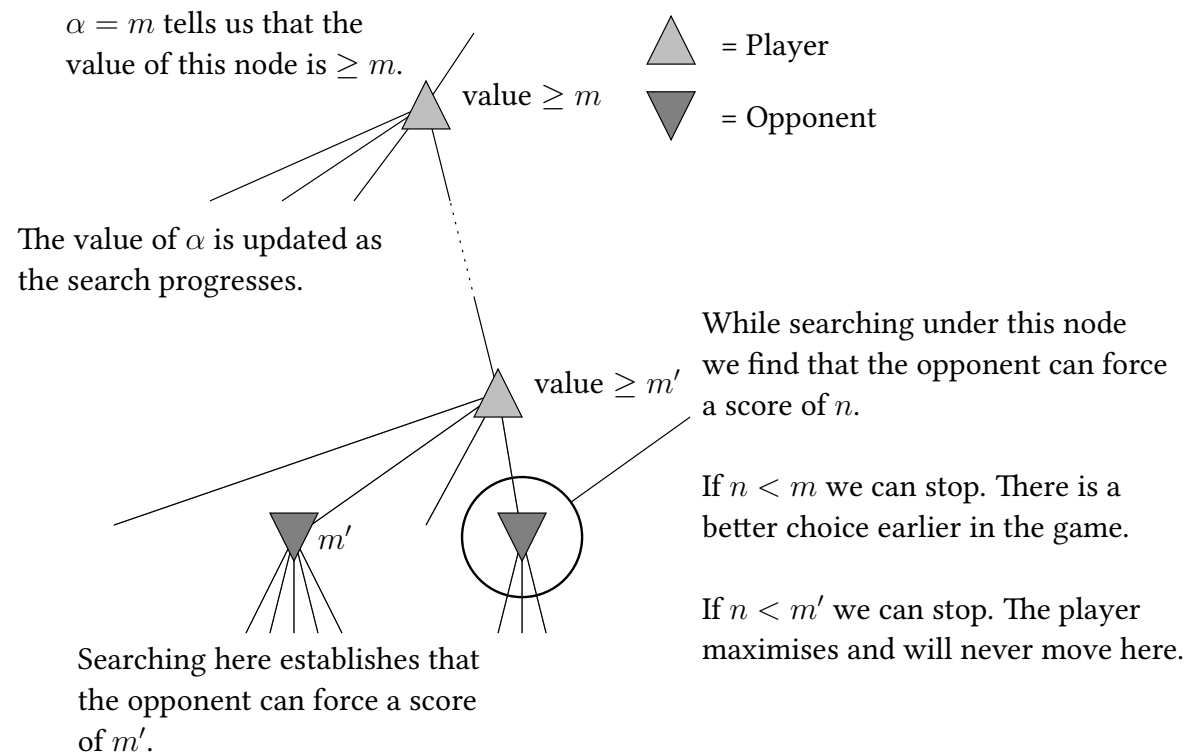 α = m tells us that the
value of this node is ≥ m.
value ≥ m
= Player
= Opponent
The value of α is updated as
the search progresses.
value ≥ m′
While searching under this node
we find that the opponent can force
a score of n.
If n < m we can stop. There is a
better choice earlier in the game.
If n < m′ we can stop. The player
maximises and will never move here.
m′
Searching here establishes that
the opponent can force a score
of m′.